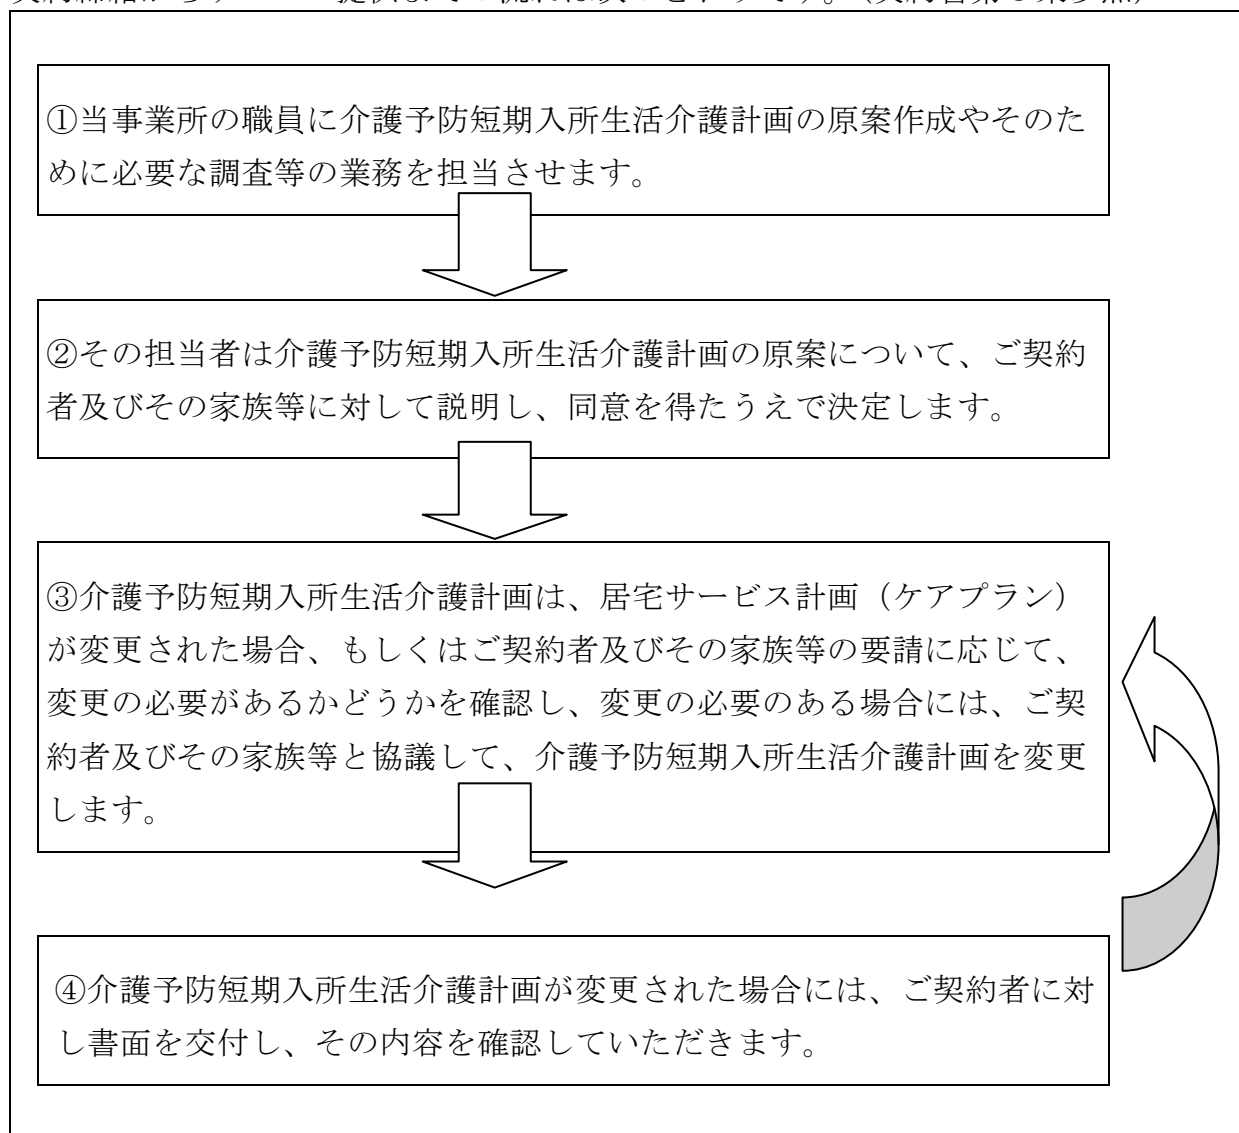 ①当事業所の職員に介護予防短期入所生活介護計画の原案作成やそのた
めに必要な調査等の業務を担当させます。
②その担当者は介護予防短期入所生活介護計画の原案について、ご契約
者及びその家族等に対して説明し、同意を得たうえで決定します。
③介護予防短期入所生活介護計画は、居宅サービス計画（ケアプラン）
が変更された場合、もしくはご契約者及びその家族等の要請に応じて、
変更の必要があるかどうかを確認し、変更の必要のある場合には、ご契
約者及びその家族等と協議して、介護予防短期入所生活介護計画を変更
します。
④介護予防短期入所生活介護計画が変更された場合には、ご契約者に対
し書面を交付し、その内容を確認していただきます。